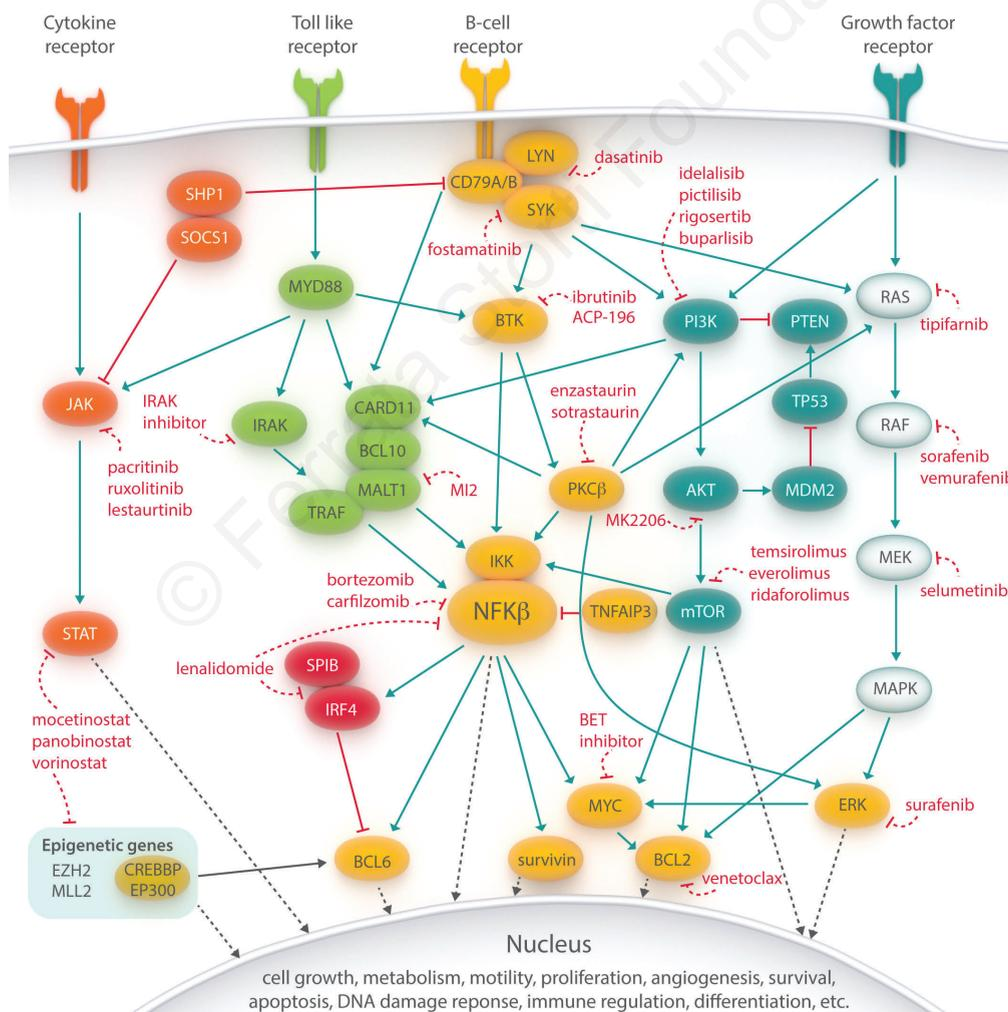 Cytokine
receptor
Toll like
receptor
B-cell
receptor
Growth factor
receptor
LYN
dasatinib
CD79A/B
SYK
SHP1
SOCS1
fostamatinib
idelalisib
pictilisib
rigosertib
buparlisib
MYD88
BTK
ibrutinib
ACP-196
PI3K
PTEN
RAS
tipifarnib
JAK
IRAK
inhibitor
IRAK
CARD11
BCL10
MALT1
TRAF
MI2
enzastaurin
sotrastaurin
PKCβ
TP53
RAF
sorafenib
vemurafenib
pacritinib
ruxolitinib
lestaurtinib
AKT
MDM2
MK2206
IKK
NFKβ
TNFAIP3
mTOR
temsirolimus
everolimus
ridaforolimus
MEK
selumetinib
bortezomib
carfilzomib
STAT
lenalidomide
SPIB
IRF4
MAPK
mocetinostat
panobinostat
vorinostat
BET
inhibitor
MYC
ERK
surafenib
Epigenetic genes
EZH2
MLL2
CREBBP
EP300
BCL6
survivin
BCL2
venetoclax
Nucleus
cell growth, metabolism, motility, proliferation, angiogenesis, survival,
apoptosis, DNA damage reponse, immune regulation, differentiation, etc.
© Ferrata Storti Founda